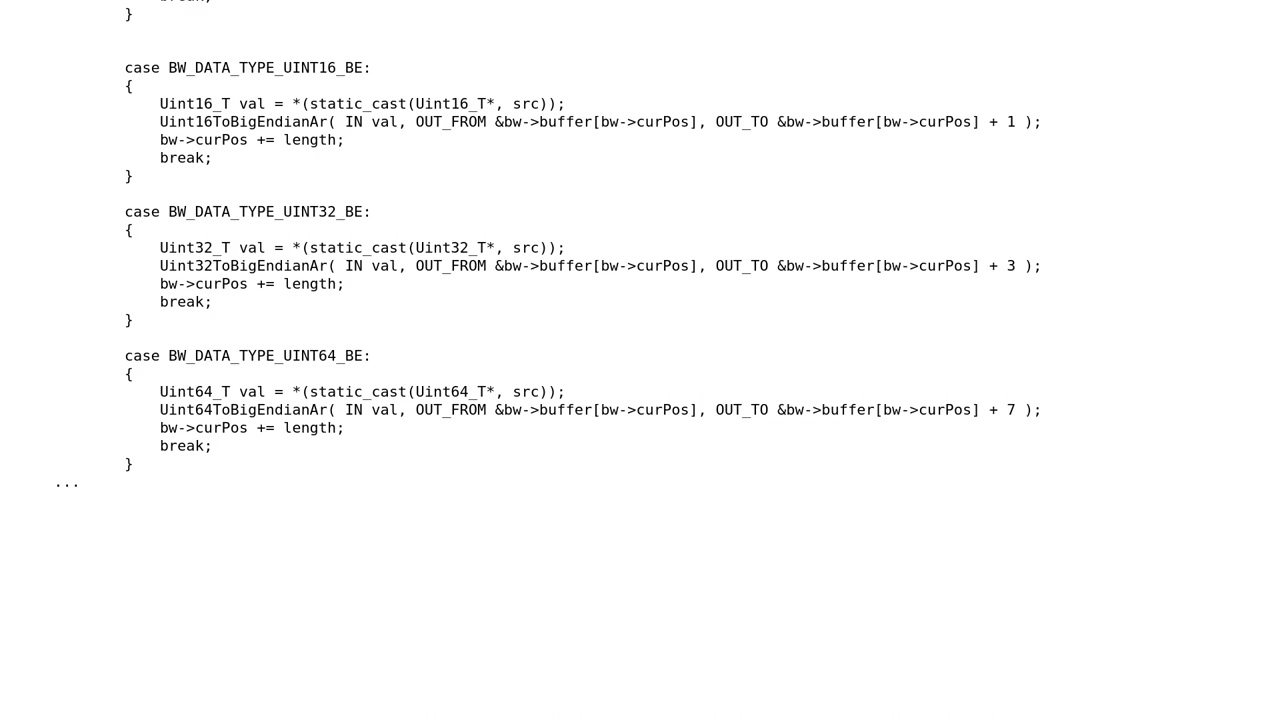 }
case BW_DATA_TYPE_UINT16_BE:
{
Uint16_T val = *(static_cast(Uint16_T*, src));
Uint16ToBigEndianAr( IN val, OUT_FROM &bw->buffer[bw->curPos], OUT_TO &bw->buffer[bw->curPos] + 1 );
bw->curPos += length;
break;
}
case BW_DATA_TYPE_UINT32_BE:
{
Uint32_T val = *(static_cast(Uint32_T*, src));
Uint32ToBigEndianAr( IN val, OUT_FROM &bw->buffer[bw->curPos], OUT_TO &bw->buffer[bw->curPos] + 3 );
bw->curPos += length;
break;
}
case BW_DATA_TYPE_UINT64_BE:
{
Uint64_T val = *(static_cast(Uint64_T*, src));
Uint64ToBigEndianAr( IN val, OUT_FROM &bw->buffer[bw->curPos], OUT_TO &bw->buffer[bw->curPos] + 7 );
bw->curPos += length;
break;
}
...